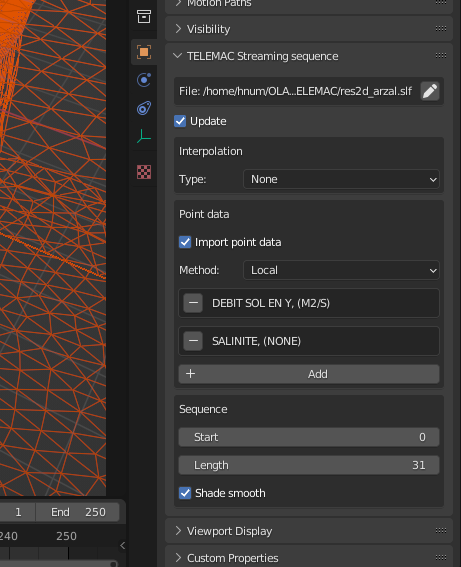 Motion Paths
Visibility
TELEMAC Streaming sequence
File: /home/hnum/OLA...ELEMAC/res2d_arzal.slf
Update
Interpolation
Type: None
Point data
Import point data
Method: Local
DEBIT SOL EN Y, (M2/S)
SALINITE, (NONE)
Add
Sequence
Start 0
Length 31
Shade smooth
1 End 250
240 250
Viewport Display
Custom Properties